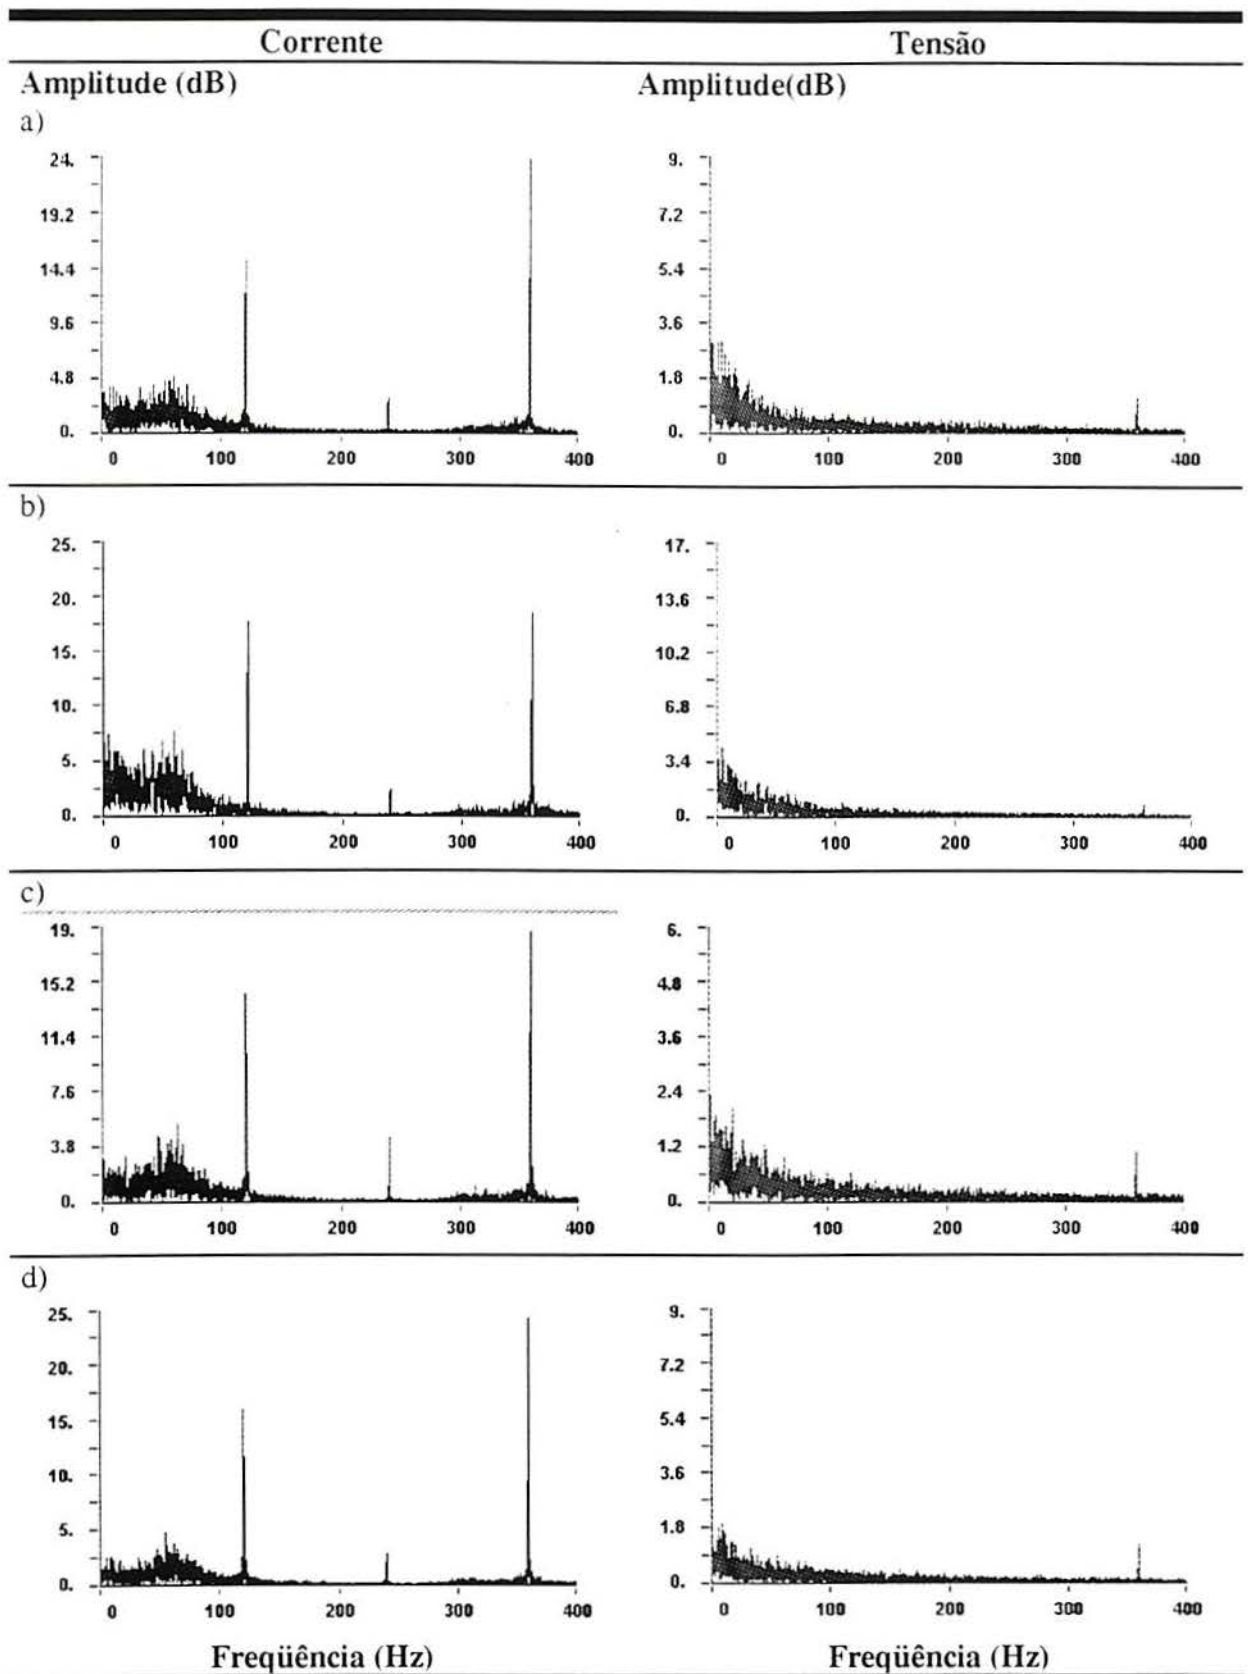 Corrente Tensão
Amplitude (dB) Amplitude(dB)
a)
24. 9.
19.2 7.2
14.4 5.4
9.6 3.6
4.8 1.8
0. 0.
0 100 200 300 400 0 100 200 300 400
b)
25. 17.
20. 13.6
15. 10.2
10. 6.8
5. 3.4
0. 0.
0 100 200 300 400 0 100 200 300 400
c)
19. 6.
15.2 4.8
11.4 3.6
7.6 2.4
3.8 1.2
0. 0.
0 100 200 300 400 0 100 200 300 400
d)
25. 9.
20. 7.2
15. 5.4
10. 3.6
5. 1.8
0. 0.
0 100 200 300 400 0 100 200 300 400
Freqüência (Hz) Freqüência (Hz)